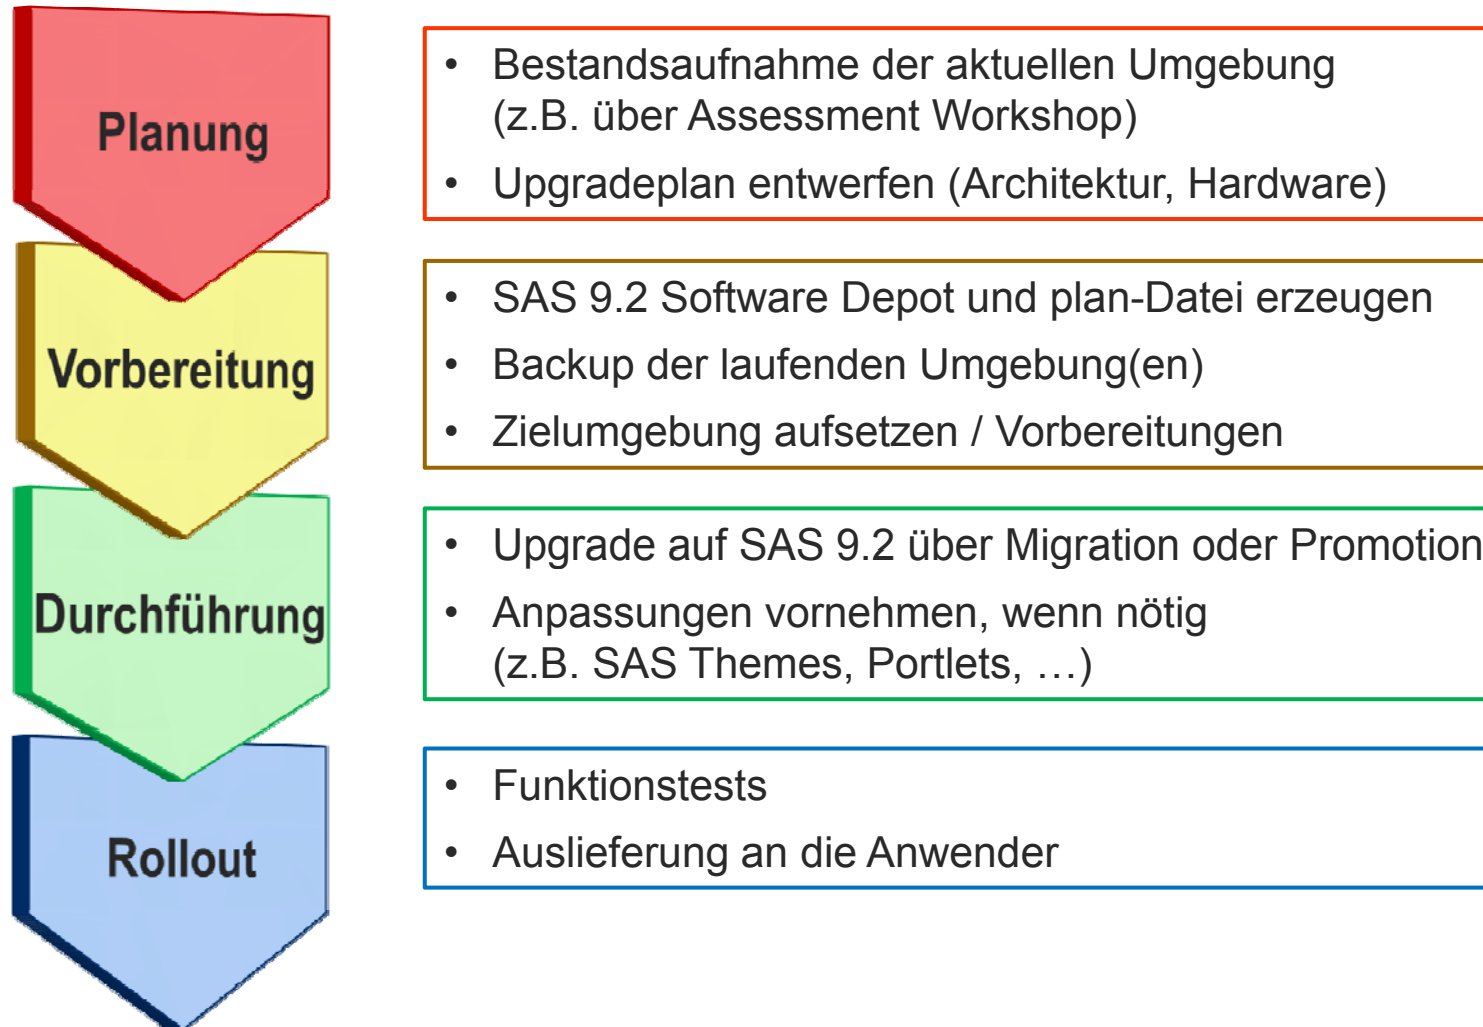 Planung
• Bestandsaufnahme der aktuellen Umgebung
(z.B. über Assessment Workshop)
• Upgradeplan entwerfen (Architektur, Hardware)
Vorbereitung
• SAS 9.2 Software Depot und plan-Datei erzeugen
• Backup der laufenden Umgebung(en)
• Zielumgebung aufsetzen / Vorbereitungen
Durchführung
• Upgrade auf SAS 9.2 über Migration oder Promotion
• Anpassungen vornehmen, wenn nötig
(z.B. SAS Themes, Portlets, …)
Rollout
• Funktionstests
• Auslieferung an die Anwender